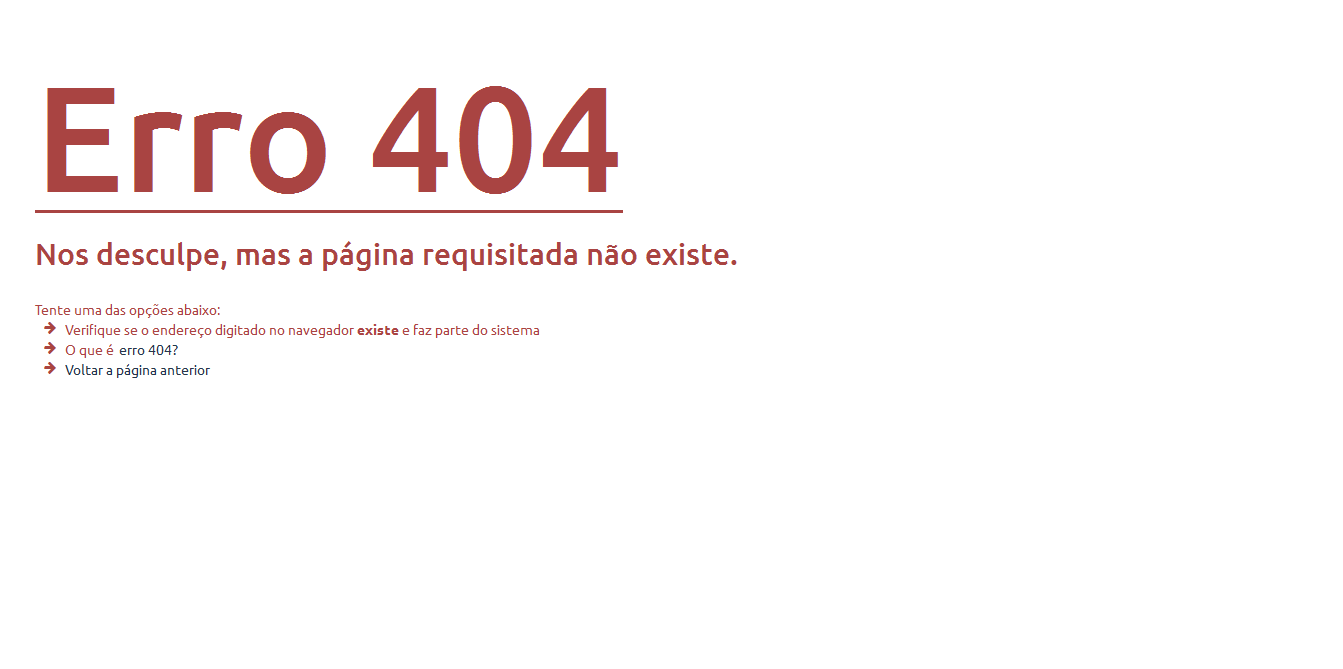 Erro 404
Nos desculpe, mas a página requisitada não existe.
Tente uma das opções abaixo:
Verifique se o endereço digitado no navegador existe e faz parte do sistema
O que é erro 404?
Voltar a página anterior